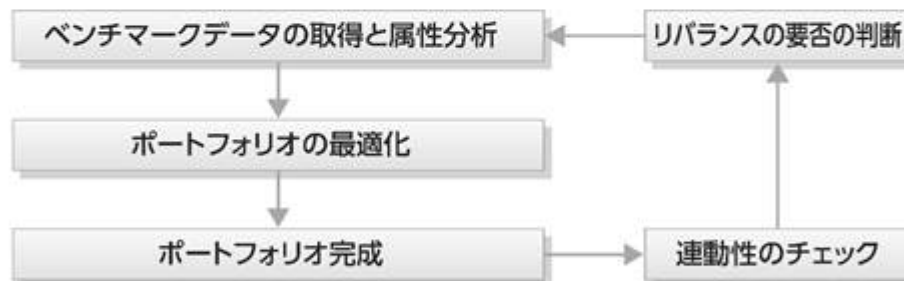 ベンチマークデータの取得と属性分析
リバランスの要否の判断
ポートフォリオの最適化
ポートフォリオ完成
連動性のチェック